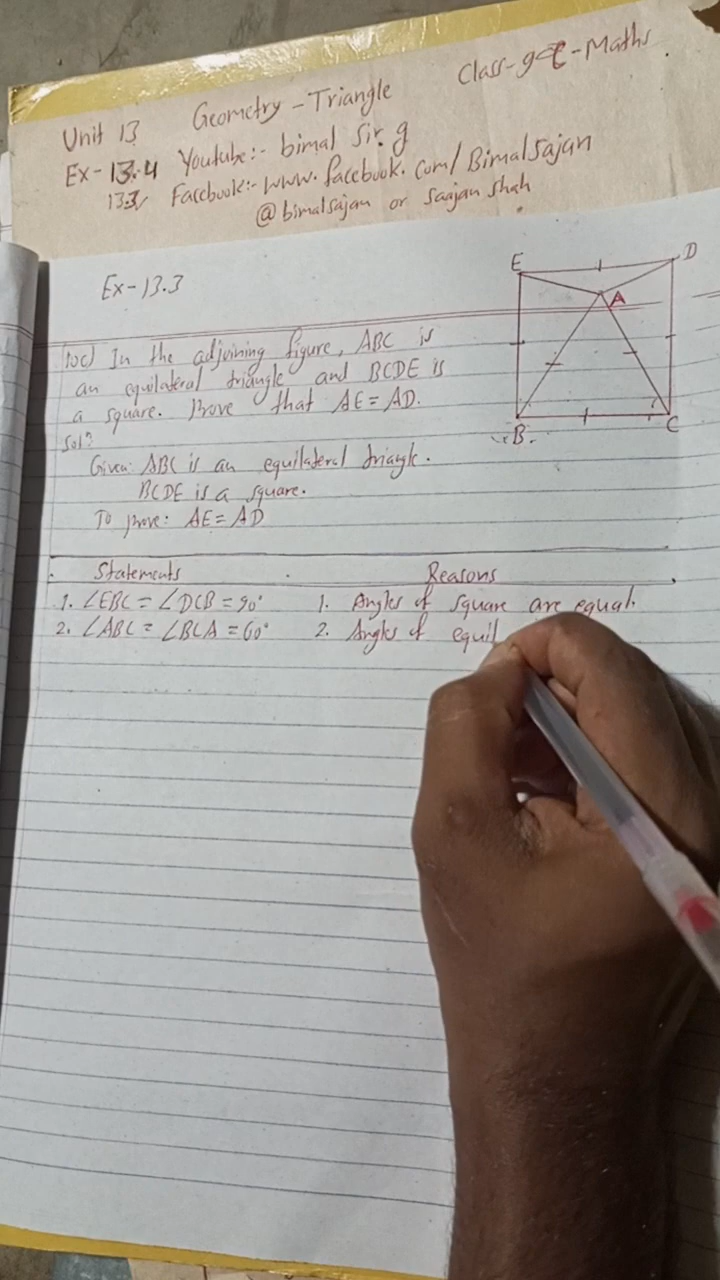 Class-9 - Maths
Unit 13 Geometry - Triangle
Ex- 13.4 Youtube:- bimal sir g
13.3 Facebook:- www.facebook.com/Bimalsajan
@bimalsajan or saajan shah
Ex-13.3
10c) In the adjoining figure, ABC is
an equilateral triangle and BCDE is
a square. Prove that AE = AD.
Solⁿ
Given: ABC is an equilateral triangle.
BCDE is a square.
To prove: AE = AD
E
D
A
B
C
Statements Reasons
1. ∠EBC = ∠DCB = 90° 1. Angles of square are equal.
2. ∠ABC = ∠BCA = 60° 2. Angles of equil